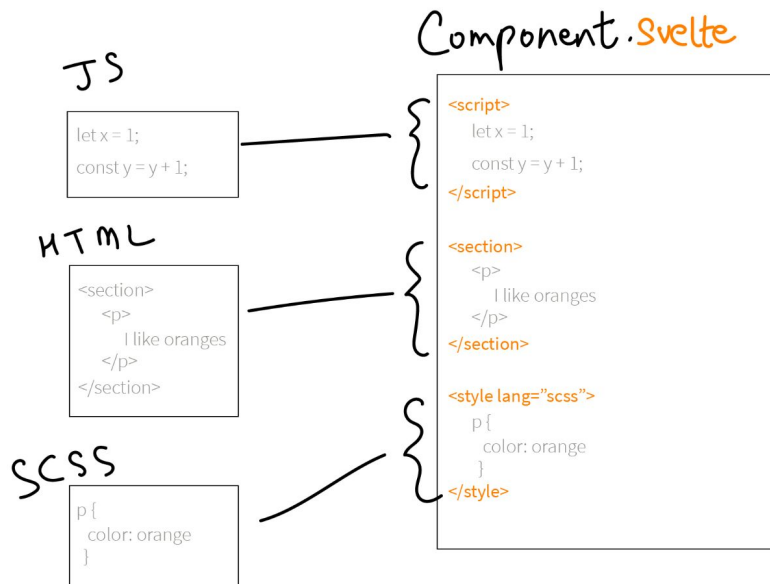 JS
let x = 1;
const y = y + 1;
HTML
<section>
<p>
I like oranges
</p>
</section>
SCSS
p {
color: orange
}
Component.Svelte
<script>
let x = 1;
const y = y + 1;
</script>
<section>
<p>
I like oranges
</p>
</section>
<style lang=”scss”>
p {
color: orange
}
</style>